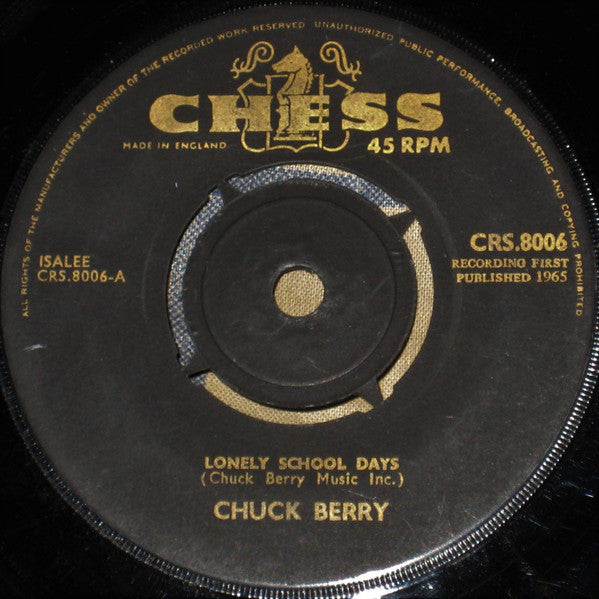 ALL RIGHTS OF THE MANUFACTURERS AND OWNER OF THE RECORDED WORK RESERVED UNAUTHORIZED PUBLIC PERFORMANCE, BROADCASTING AND COPYING PROHIBITED
CHESS
MADE IN ENGLAND
45 RPM
ISALEE
CRS.8006-A
CRS.8006
RECORDING FIRST
PUBLISHED 1965
LONELY SCHOOL DAYS
(Chuck Berry Music Inc.)
CHUCK BERRY